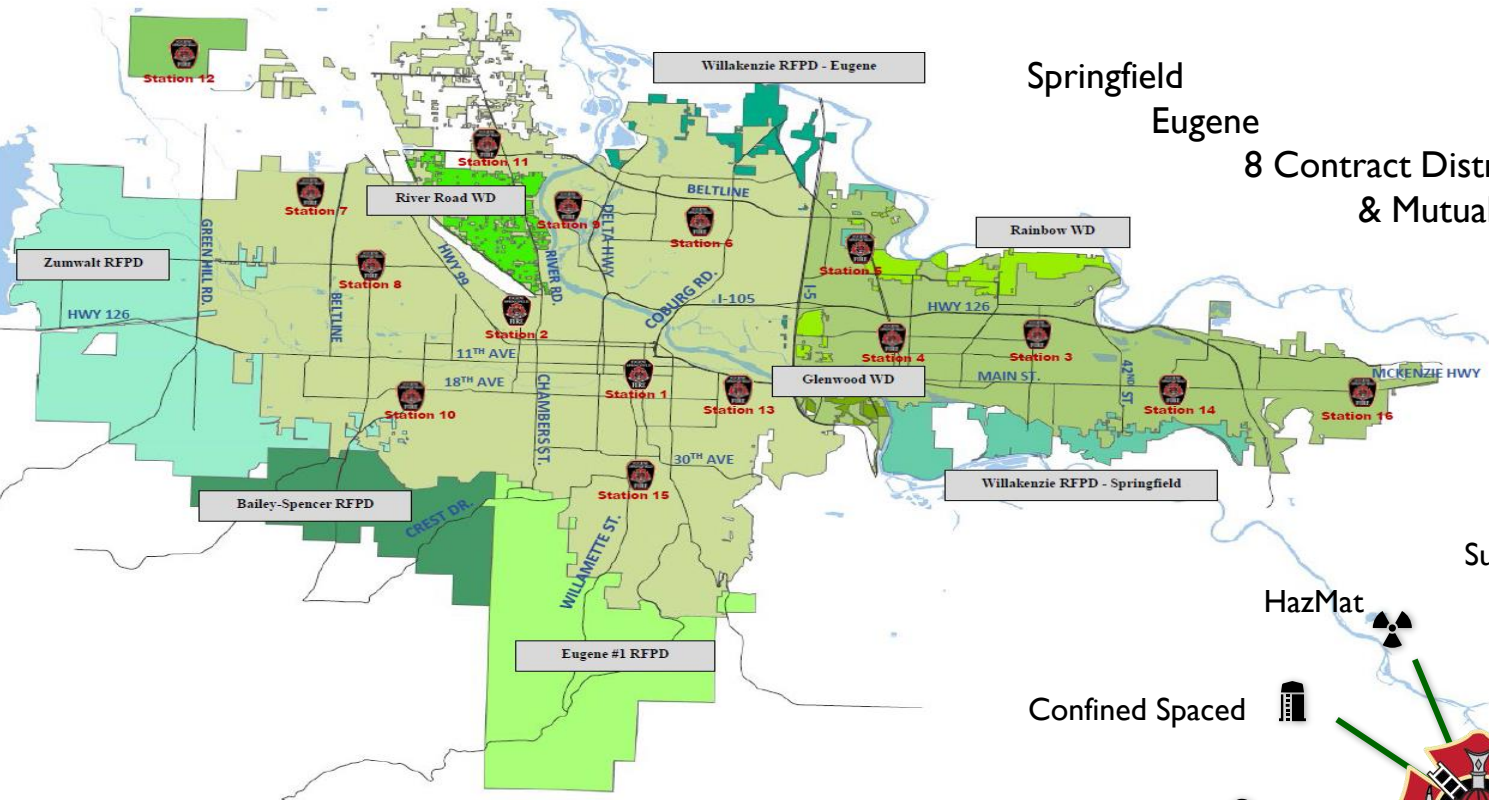 Station 12
Willakenzie RFPD - Eugene
Springfield
Eugene
8 Contract Distr
& Mutual
Station 11
River Road WD
Station 7
Station 9
BELTLINE
DELTA HWY
Station 6
Rainbow WD
GREEN HILL RD.
Zumwalt RFPD
HWY 99
RIVER RD.
Station 5
Station 8
BELTLINE
COBURG RD.
I-105
I-5
HWY 126
HWY 126
Station 2
11TH AVE
Station 4
Station 3
18TH AVE
CHAMBERS ST.
Station 1
Glenwood WD
MAIN ST.
42ND ST
MCKENZIE HWY
Station 10
Station 13
Station 14
Station 16
30TH AVE
Station 15
Willakenzie RFPD - Springfield
Bailey-Spencer RFPD
CREST DR.
WILLAMETTE ST.
Su
HazMat
Eugene #1 RFPD
Confined Spaced